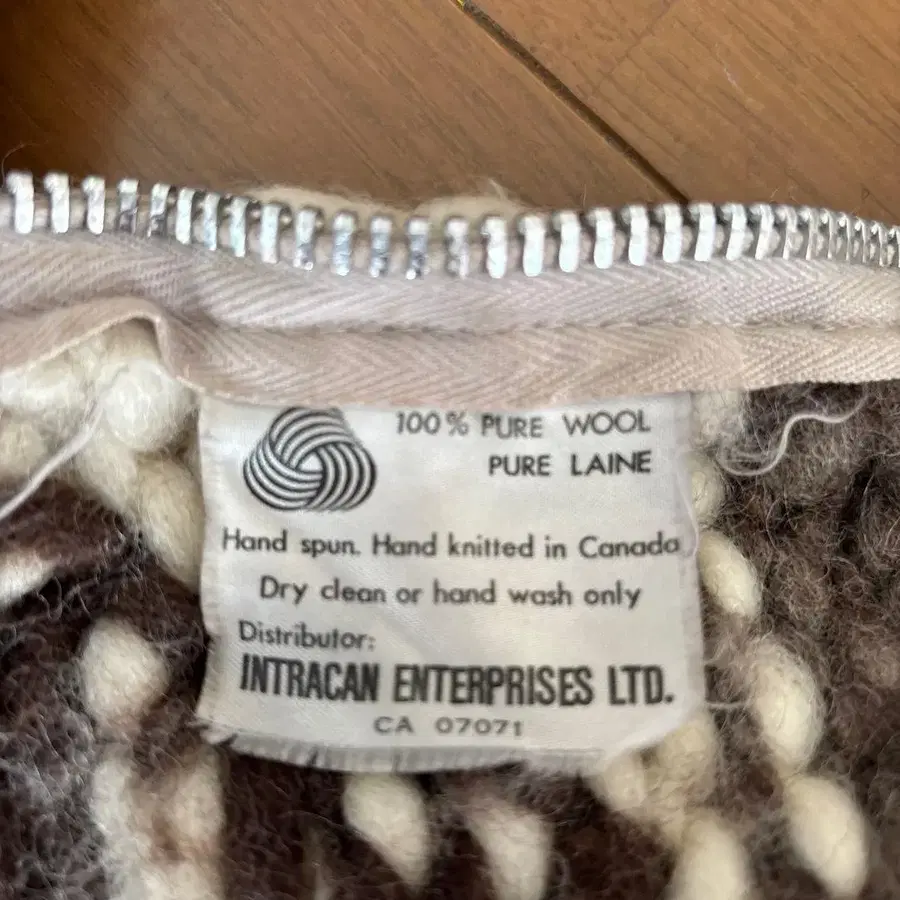 100% PURE WOOL
PURE LAINE
Hand spun. Hand knitted in Canada
Dry clean or hand wash only
Distributor:
INTRACAN ENTERPRISES LTD.
CA 07071